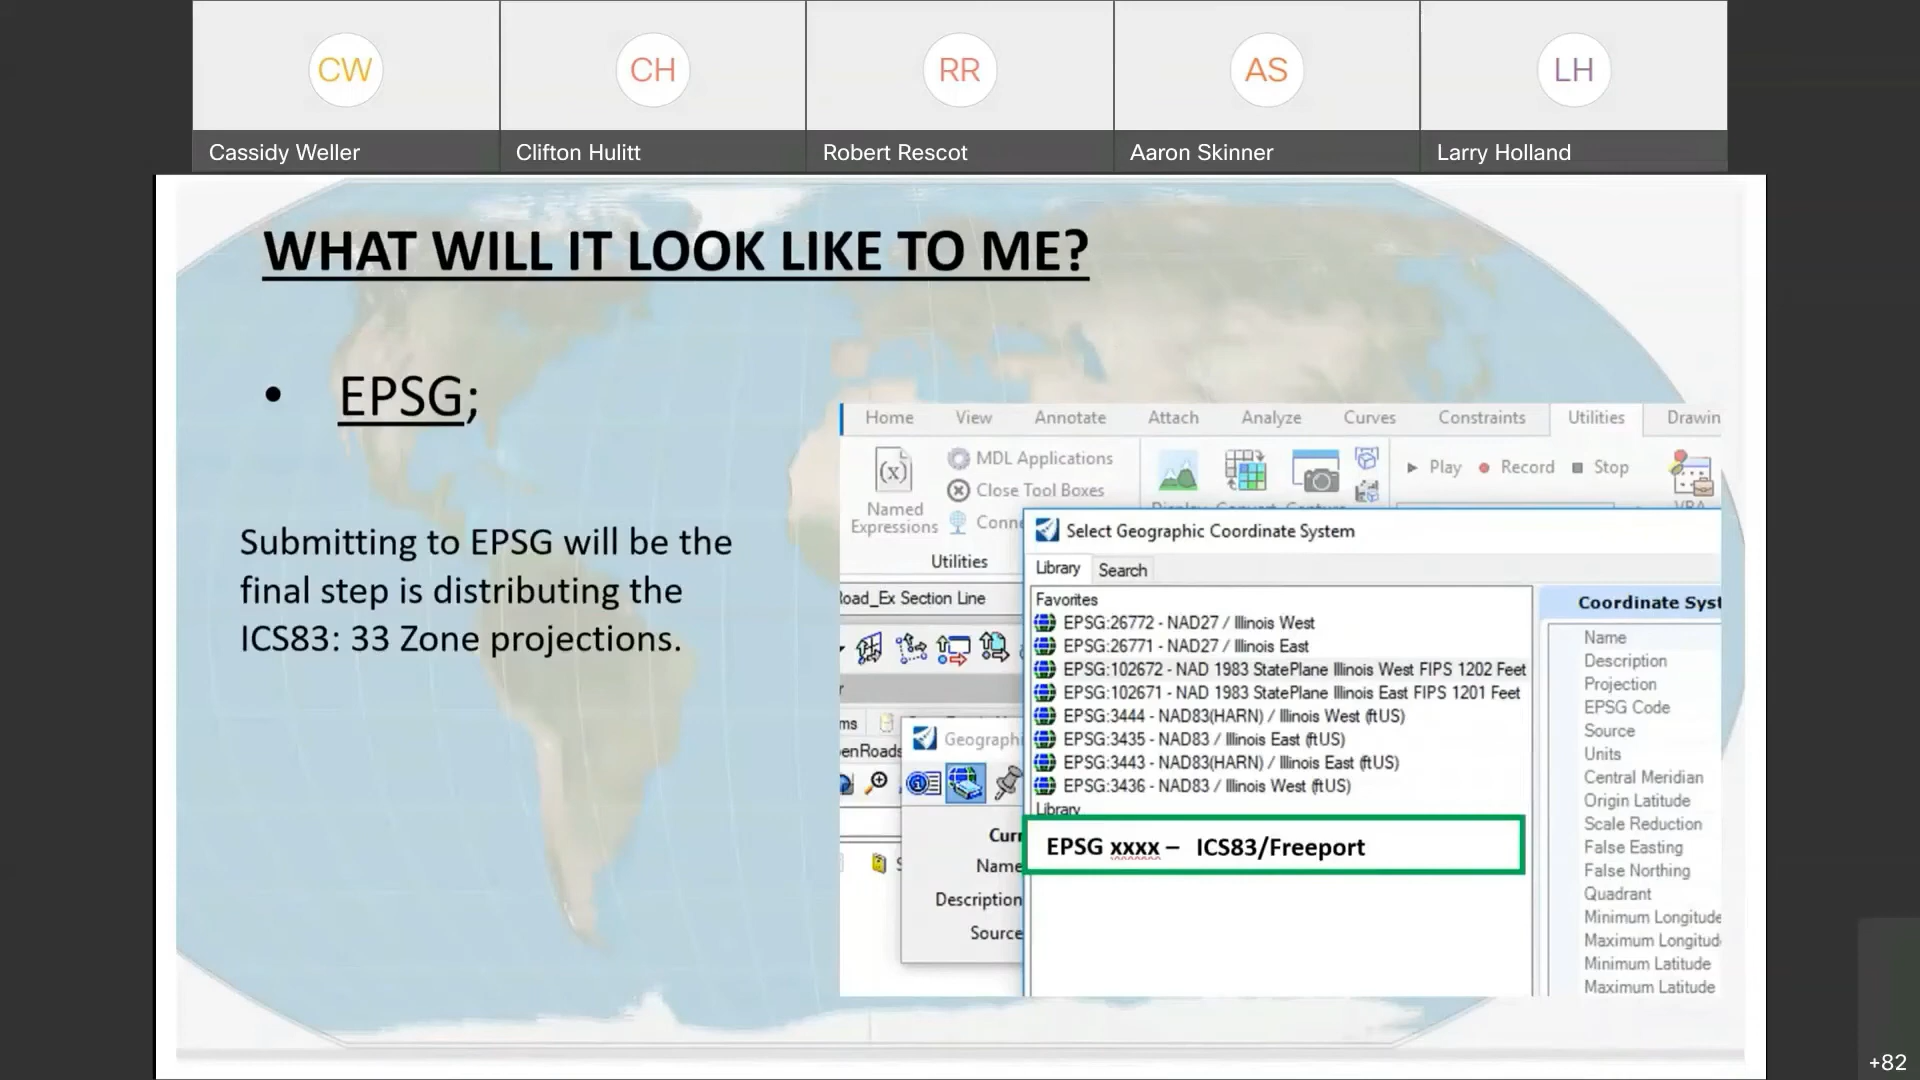 CW
CH
RR
AS
LH
Cassidy Weller
Clifton Hulitt
Robert Rescot
Aaron Skinner
Larry Holland
WHAT WILL IT LOOK LIKE TO ME?
• EPSG;
Submitting to EPSG will be the
final step is distributing the
ICS83: 33 Zone projections.
Home View Annotate Attach Analyze Curves Constraints Utilities Drawin
MDL Applications
Close Tool Boxes
Conne
Named
Expressions
Play Record Stop
Utilities
Road_Ex Section Line
ms
enRoads
Geographi
Curr
Name
Description
Source
Select Geographic Coordinate System
Library Search
Favorites
EPSG:26772 - NAD27 / Illinois West
EPSG:26771 - NAD27 / Illinois East
EPSG:102672 - NAD 1983 StatePlane Illinois West FIPS 1202 Feet
EPSG:102671 - NAD 1983 StatePlane Illinois East FIPS 1201 Feet
EPSG:3444 - NAD83(HARN) / Illinois West (ftUS)
EPSG:3435 - NAD83 / Illinois East (ftUS)
EPSG:3443 - NAD83(HARN) / Illinois East (ftUS)
EPSG:3436 - NAD83 / Illinois West (ftUS)
Library
EPSG xxxx – ICS83/Freeport
Coordinate Syst
Name
Description
Projection
EPSG Code
Source
Units
Central Meridian
Origin Latitude
Scale Reduction
False Easting
False Northing
Quadrant
Minimum Longitude
Maximum Longitud
Minimum Latitude
Maximum Latitude
+82